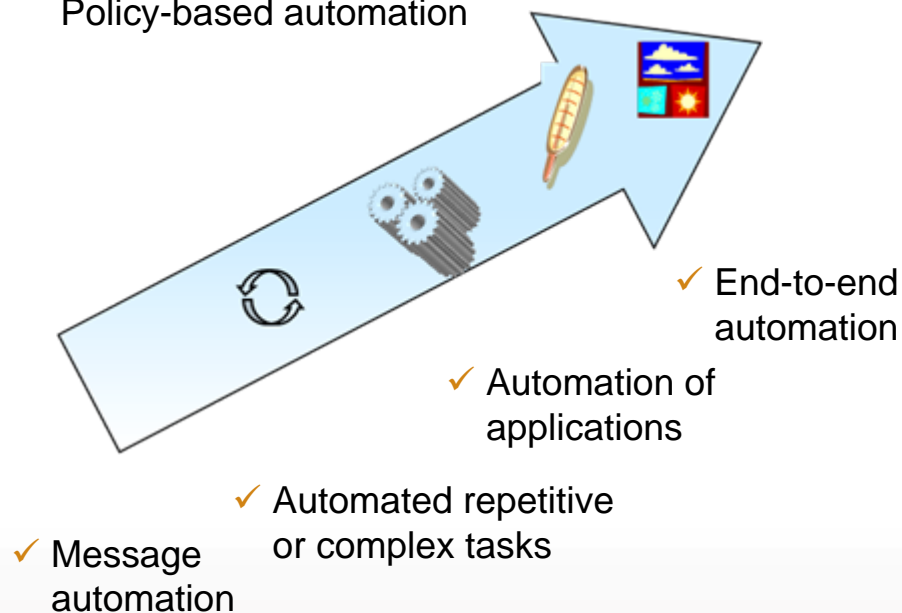 Policy-based automation
✓ End-to-end
automation
✓ Automation of
applications
✓ Automated repetitive
or complex tasks
✓ Message
automation